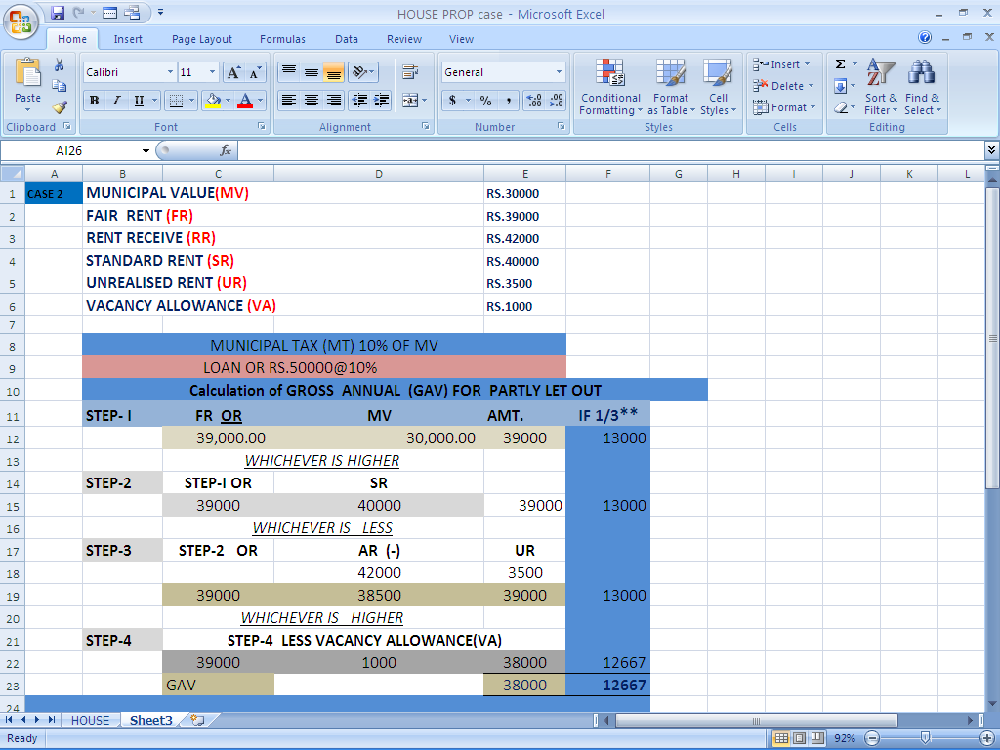 HOUSE PROP case - Microsoft Excel
Home Insert Page Layout Formulas Data Review View
Calibri 11 General
Paste
B I U $ % ,
Conditional Formatting Format as Table Cell Styles
Insert
Delete
Format
Σ
Sort & Filter Find & Select
Clipboard Font Alignment Number Styles Cells Editing
AI26 fx
A B C D E F G H I J K L
1 CASE 2 MUNICIPAL VALUE(MV) RS.30000
2 FAIR RENT (FR) RS.39000
3 RENT RECEIVE (RR) RS.42000
4 STANDARD RENT (SR) RS.40000
5 UNREALISED RENT (UR) RS.3500
6 VACANCY ALLOWANCE (VA) RS.1000
7
8 MUNICIPAL TAX (MT) 10% OF MV
9 LOAN OR RS.50000@10%
10 Calculation of GROSS ANNUAL (GAV) FOR PARTLY LET OUT
11 STEP- I FR OR MV AMT. IF 1/3**
12 39,000.00 30,000.00 39000 13000
13 WHICHEVER IS HIGHER
14 STEP-2 STEP-I OR SR
15 39000 40000 39000 13000
16 WHICHEVER IS LESS
17 STEP-3 STEP-2 OR AR (-) UR
18 42000 3500
19 39000 38500 39000 13000
20 WHICHEVER IS HIGHER
21 STEP-4 STEP-4 LESS VACANCY ALLOWANCE(VA)
22 39000 1000 38000 12667
23 GAV 38000 12667
24
HOUSE Sheet3
Ready 92%